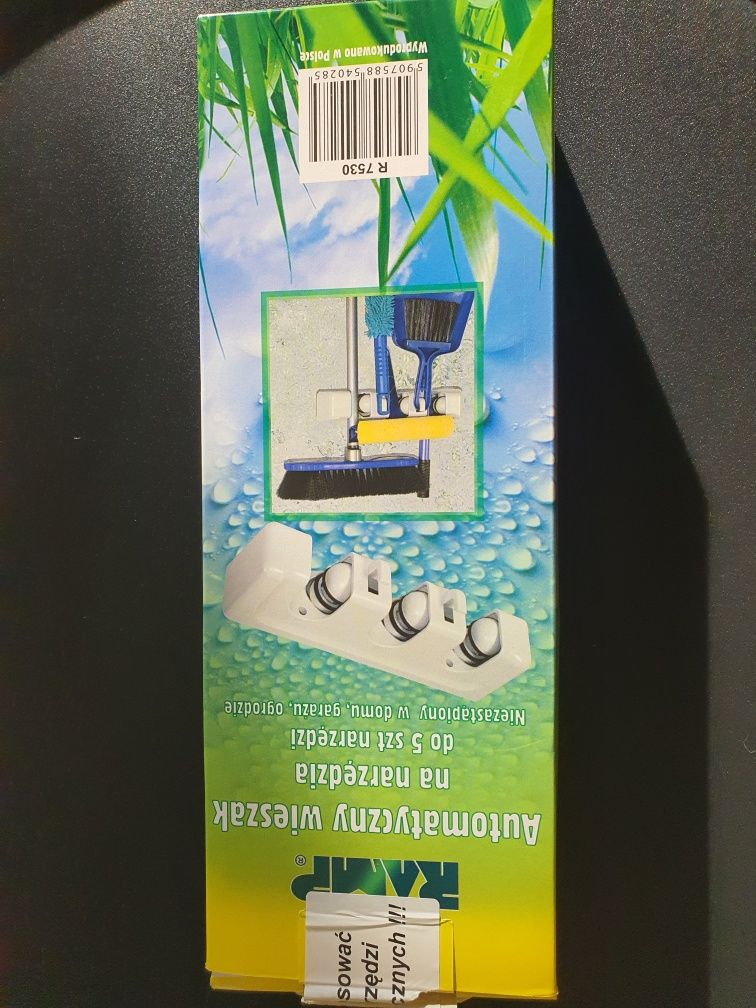 RAMP®
Automatyczny wieszak
na narzędzia
do 5 szt narzędzi
Niezastąpiony w domu, garażu, ogrodzie
R 7530
5 907588 540285
Wyprodukowano w Polsce
sować
rzędzi
cznych !!!